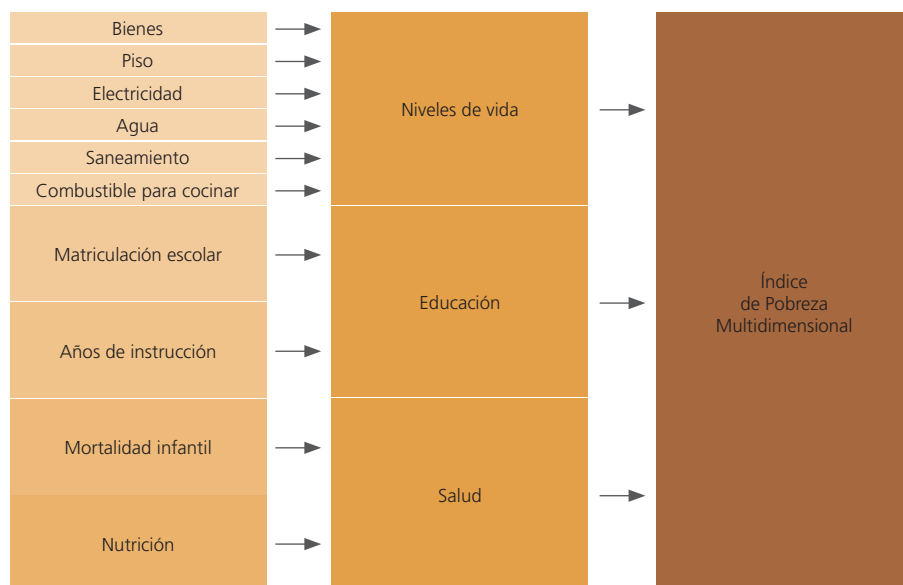 Bienes
Piso
Electricidad
Agua
Saneamiento
Combustible para cocinar
Matriculación escolar
Años de instrucción
Mortalidad infantil
Nutrición
Niveles de vida
Educación
Salud
Índice
de Pobreza
Multidimensional